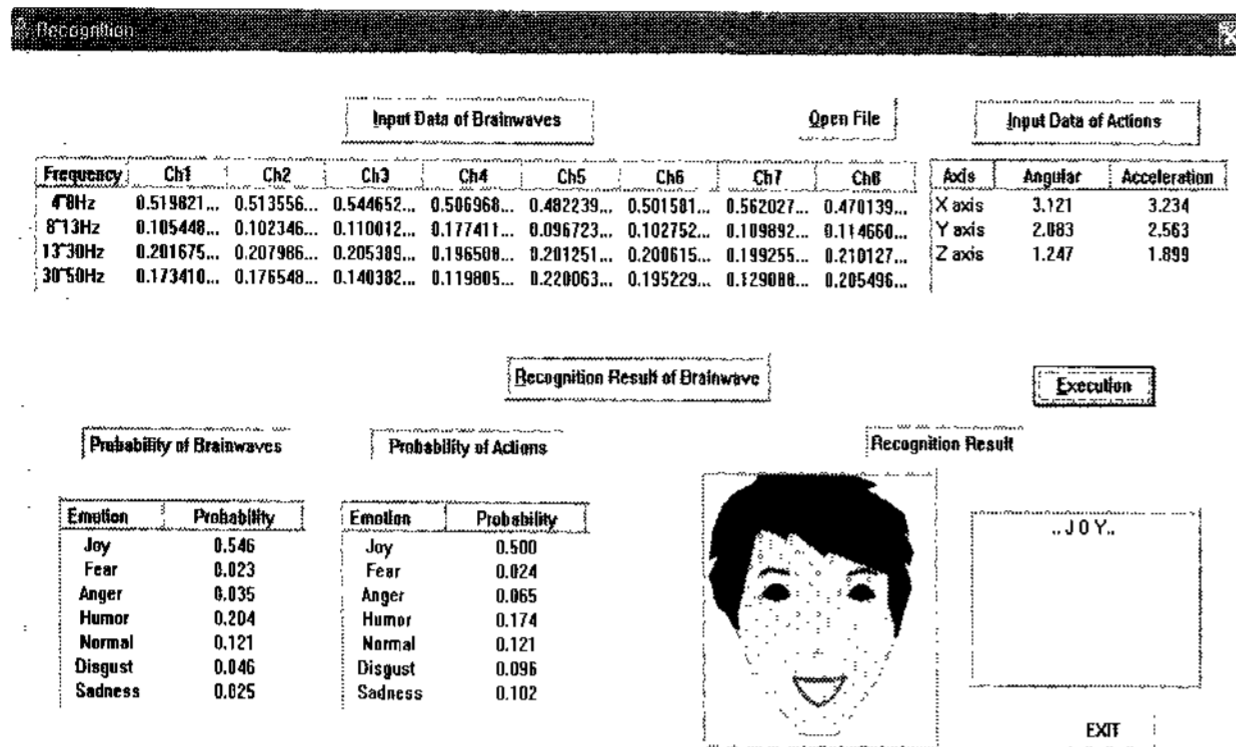 Recognition
Input Data of Brainwaves Open File Input Data of Actions
Frequency Ch1 Ch2 Ch3 Ch4 Ch5 Ch6 Ch7 Ch8 Axis Angular Acceleration
4~8Hz 0.519821... 0.513556... 0.544652... 0.506968... 0.482239... 0.501581... 0.562027... 0.470139... X axis 3.121 3.234
8~13Hz 0.105448... 0.102346... 0.110012... 0.177411... 0.096723... 0.102752... 0.109892... 0.114660... Y axis 2.083 2.563
13~30Hz 0.201675... 0.207986... 0.205389... 0.196508... 0.201251... 0.200615... 0.199255... 0.210127... Z axis 1.247 1.899
30~50Hz 0.173410... 0.176548... 0.140382... 0.119805... 0.220063... 0.195229... 0.129088... 0.205496...
Recognition Result of Brainwave Execution
Probability of Brainwaves Probability of Actions Recognition Result
Emotion Probability Emotion Probability
.. J O Y..
Joy 0.546 Joy 0.500
Fear 0.023 Fear 0.024
Anger 0.035 Anger 0.065
Humor 0.204 Humor 0.174
Normal 0.121 Normal 0.121
Disgust 0.046 Disgust 0.096
Sadness 0.025 Sadness 0.102
EXIT